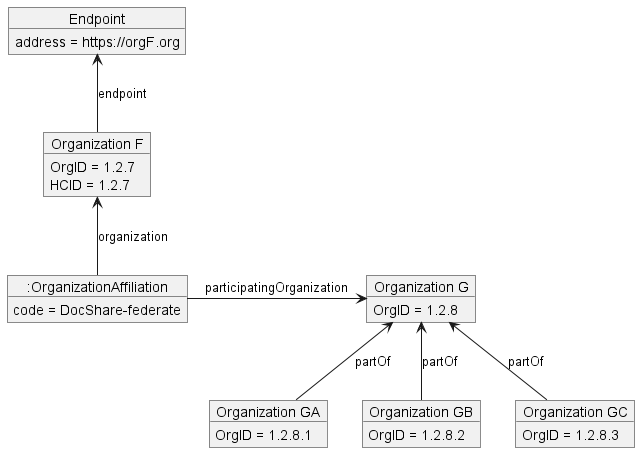 Endpoint
address = https://orgF.org
endpoint
Organization F
OrgID = 1.2.7
HCID = 1.2.7
organization
:OrganizationAffiliation
code = DocShare-federate
participatingOrganization
Organization G
OrgID = 1.2.8
partOf
partOf
partOf
Organization GA
OrgID = 1.2.8.1
Organization GB
OrgID = 1.2.8.2
Organization GC
OrgID = 1.2.8.3